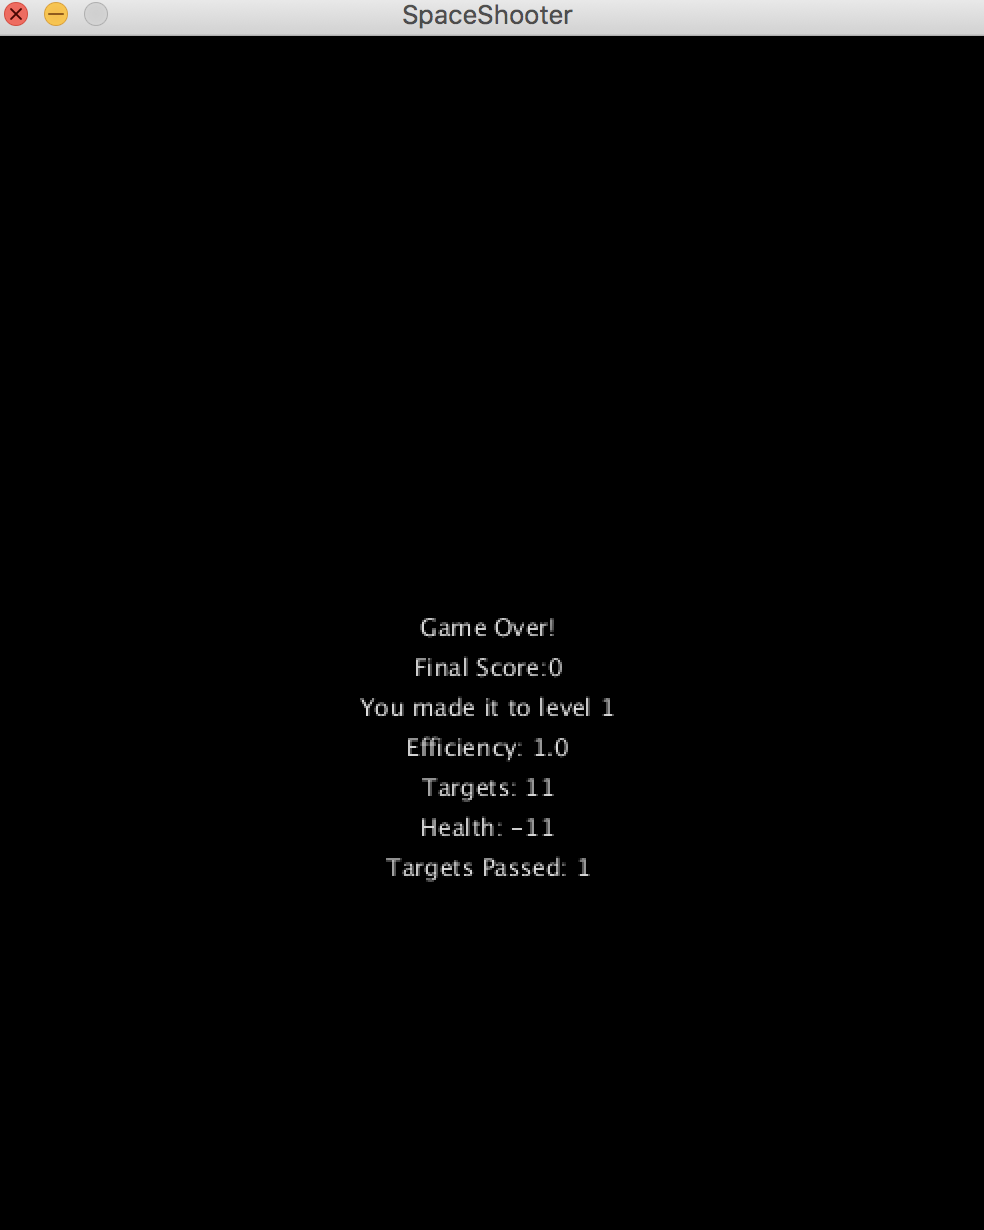 SpaceShooter
Game Over!
Final Score:0
You made it to level 1
Efficiency: 1.0
Targets: 11
Health: -11
Targets Passed: 1